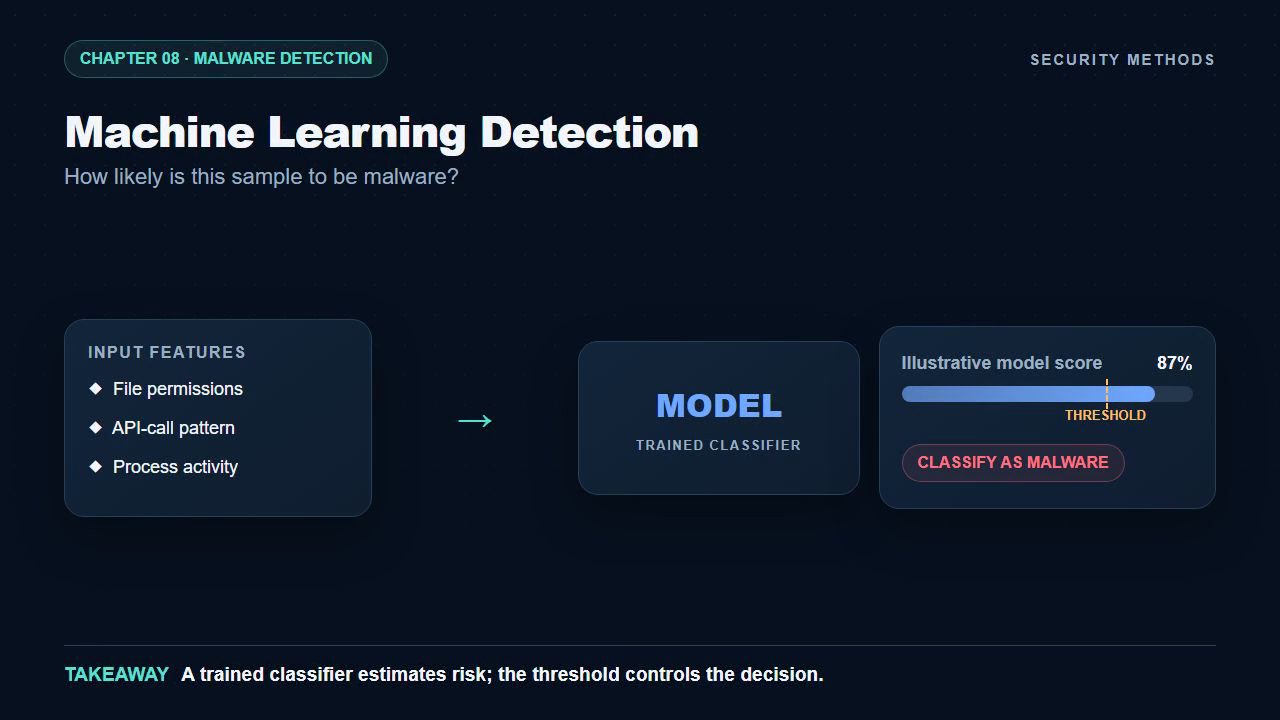 CHAPTER 08 · MALWARE DETECTION
SECURITY METHODS
Machine Learning Detection
How likely is this sample to be malware?
INPUT FEATURES
◆ File permissions
◆ API-call pattern
◆ Process activity
→
MODEL
TRAINED CLASSIFIER
Illustrative model score 87%
THRESHOLD
CLASSIFY AS MALWARE
TAKEAWAY A trained classifier estimates risk; the threshold controls the decision.